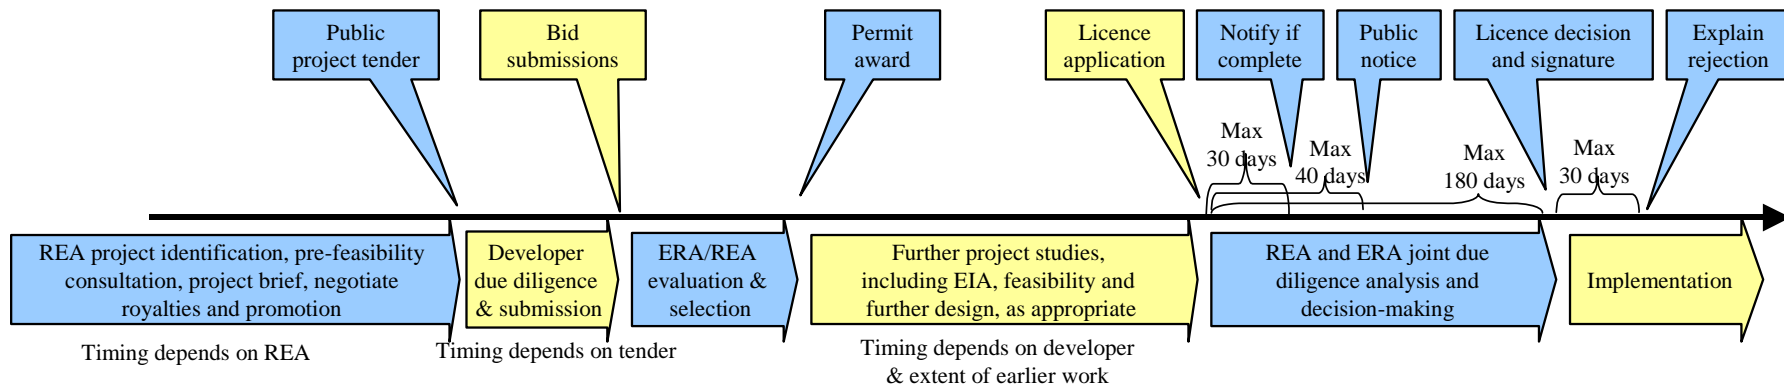 Public
project tender
Bid
submissions
Permit
award
Licence
application
Notify if
complete
Public
notice
Licence decision
and signature
Explain
rejection
Max
30 days
Max
40 days
Max
180 days
Max
30 days
REA project identification, pre-feasibility
consultation, project brief, negotiate
royalties and promotion
Developer
due diligence
& submission
ERA/REA
evaluation &
selection
Further project studies,
including EIA, feasibility and
further design, as appropriate
REA and ERA joint due
diligence analysis and
decision-making
Implementation
Timing depends on REA
Timing depends on tender
Timing depends on developer
& extent of earlier work